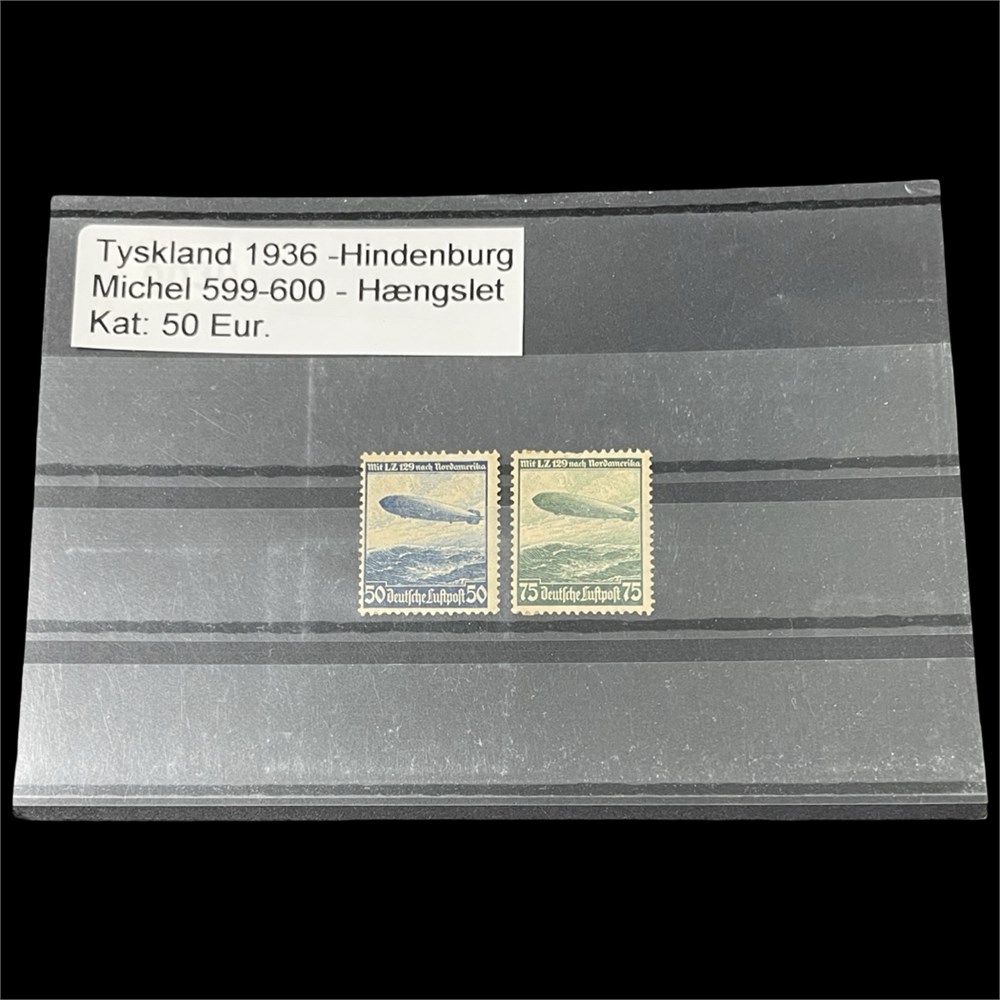 Tyskland 1936 -Hindenburg
Michel 599-600 - Hængslet
Kat: 50 Eur.
Mit LZ 129 nach Nordamerika
50 Deutsche Luftpost 50
Mit LZ 129 nach Nordamerika
75 Deutsche Luftpost 75